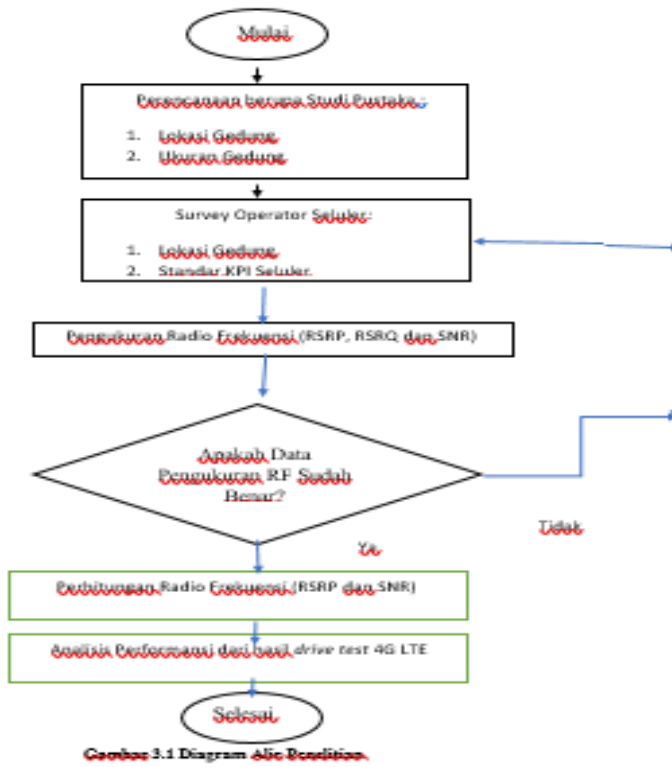 Mulai
Perencanaan berupa Studi Pustaka :
1. Lokasi Gedung
2. Ukuran Gedung
Survey Operator Seluler:
1. Lokasi Gedung
2. Standar KPI Seluler
Pengukuran Radio Frekuensi (RSRP, RSRQ dan SNR)
Apakah Data
Pengukuran RF Sudah
Benar?
Tidak
Ya
Perhitungan Radio Frekuensi (RSRP dan SNR)
Analisis Performansi dari hasil drive test 4G LTE
Selesai
Gambar 3.1 Diagram Alir Penelitian